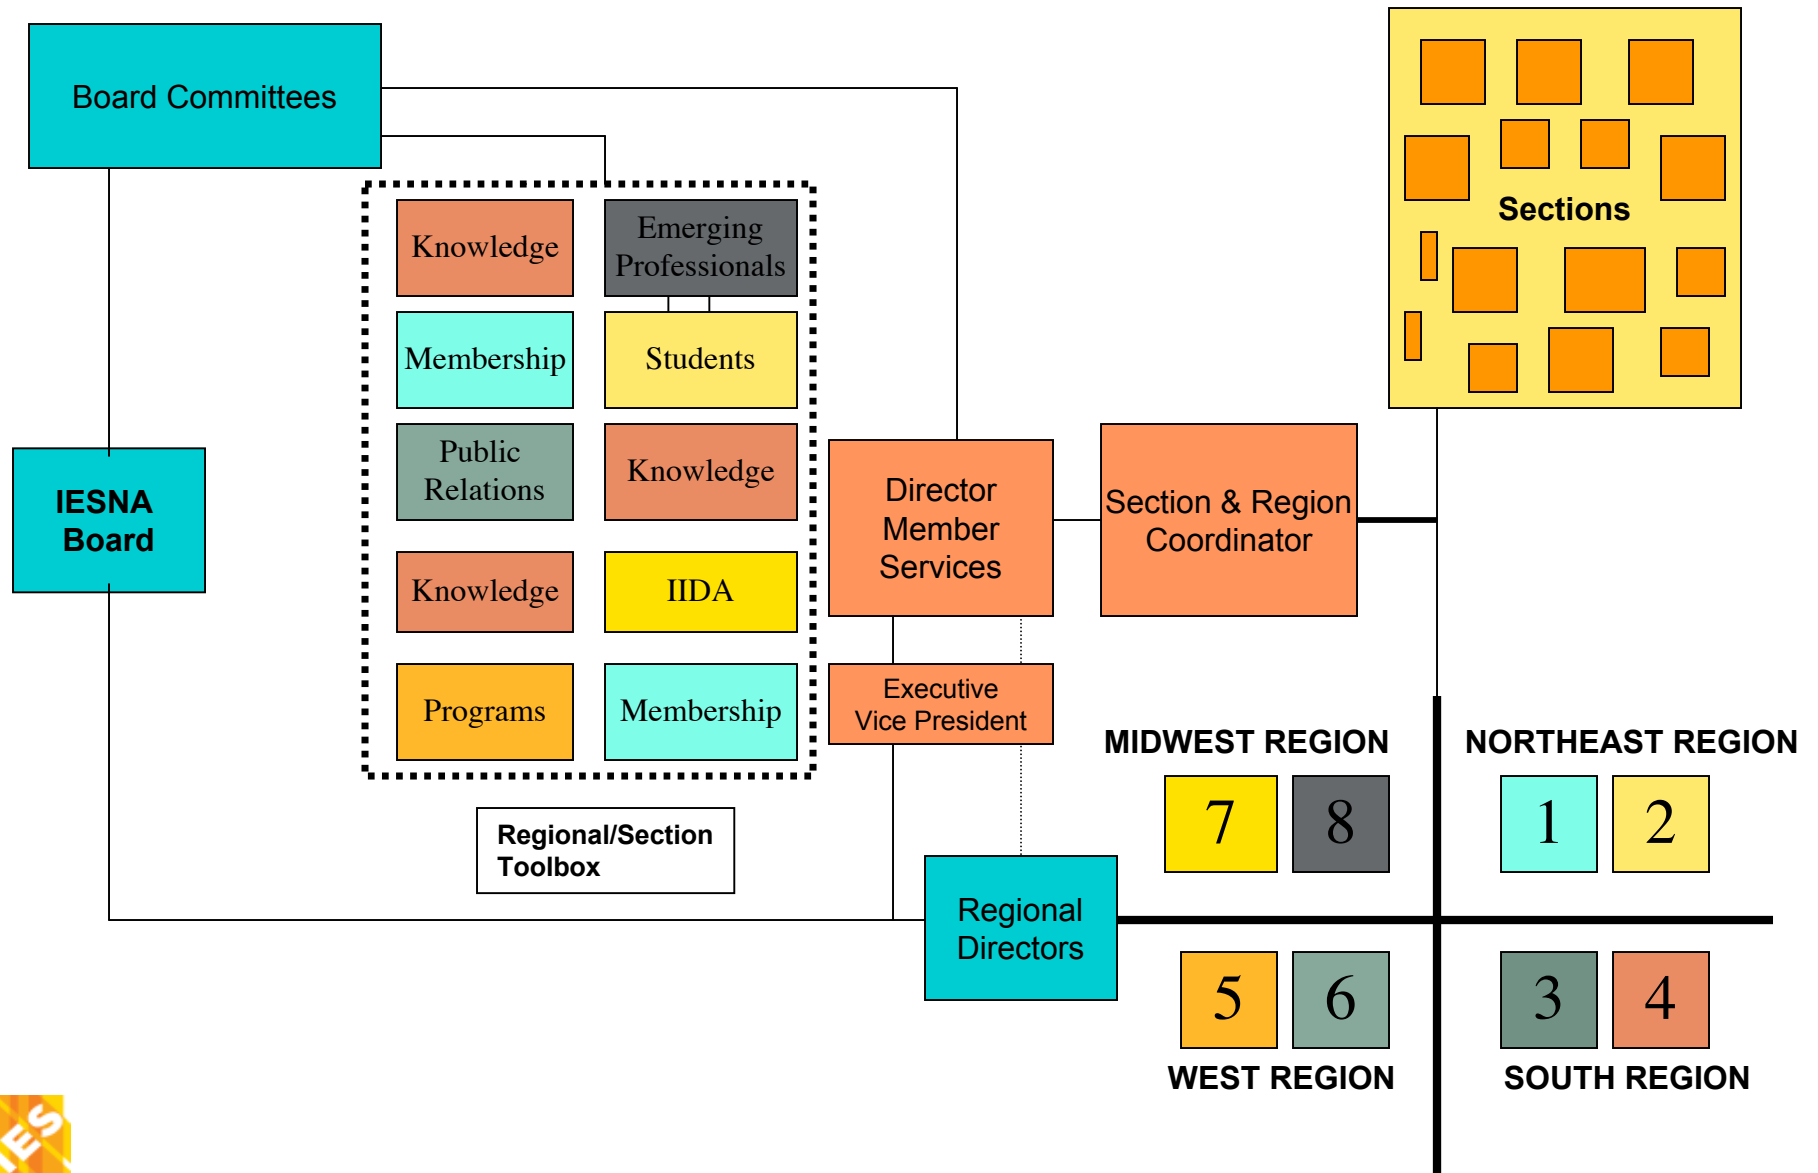 Board Committees
Sections
Knowledge
Emerging
Professionals
Membership
Students
Public
Relations
Knowledge
Knowledge
IIDA
Programs
Membership
IESNA
Board
Director
Member
Services
Section & Region
Coordinator
Executive
Vice President
Regional/Section
Toolbox
Regional
Directors
MIDWEST REGION
7
8
NORTHEAST REGION
1
2
5
6
WEST REGION
3
4
SOUTH REGION
IES